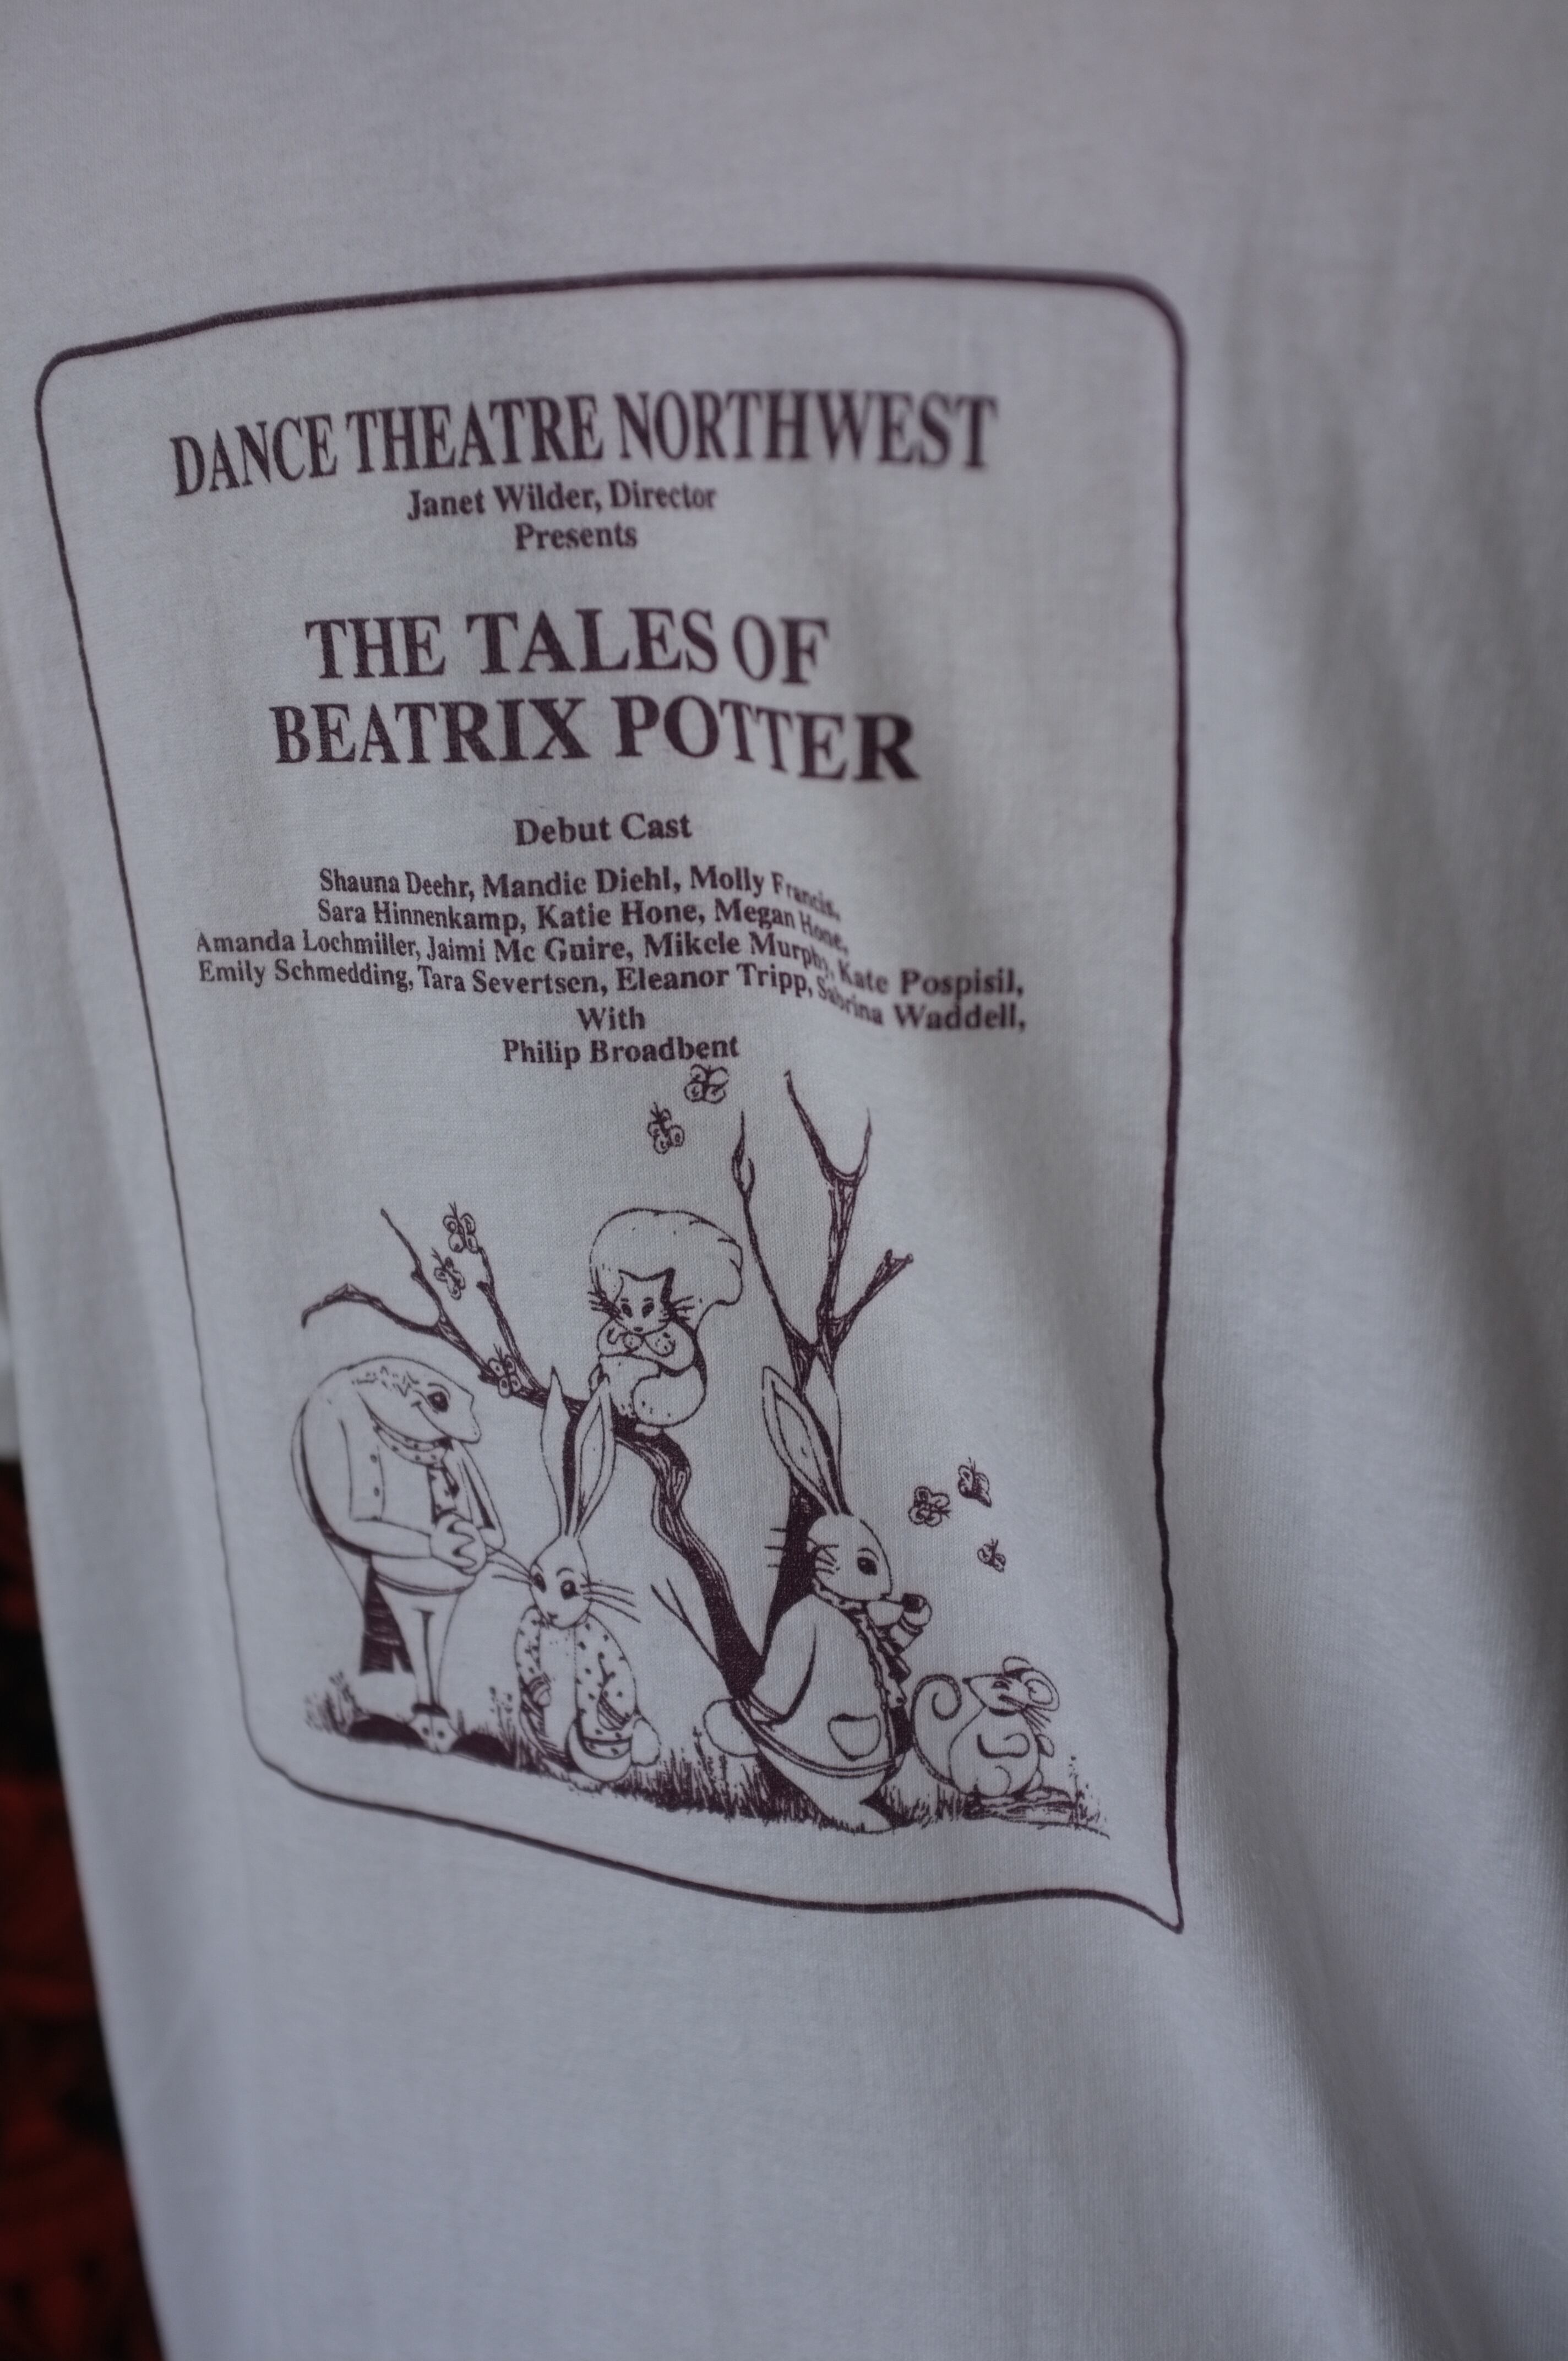 DANCE THEATRE NORTHWEST
Janet Wilder, Director
Presents
THE TALES OF
BEATRIX POTTER
Debut Cast
Shauna Deehr, Mandie Diehl, Molly Francis,
Sara Hinnenkamp, Katie Hone, Megan Hone,
Amanda Lochmiller, Jaimi Mc Guire, Mikele Murphy, Kate Pospisil,
Emily Schmedding, Tara Severtsen, Eleanor Tripp, Sabrina Waddell,
With
Philip Broadbent